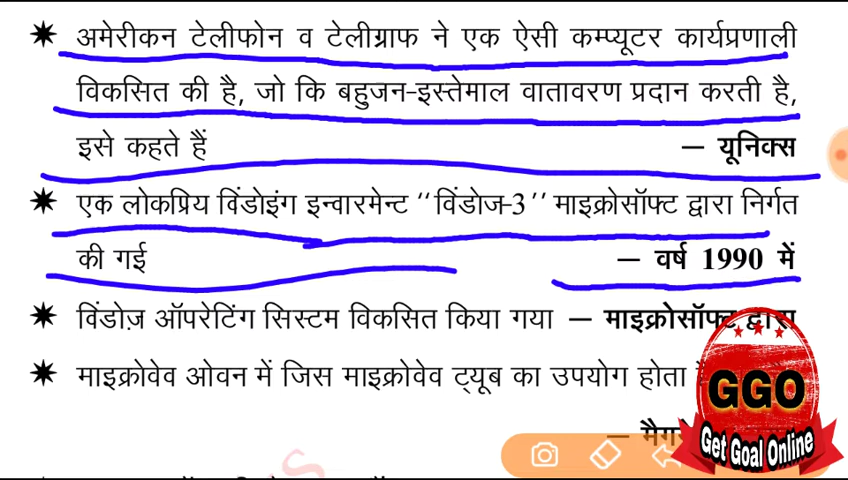 ✷ अमेरीकन टेलीफोन व टेलीग्राफ ने एक ऐसी कम्प्यूटर कार्यप्रणाली
विकसित की है, जो कि बहुजन-इस्तेमाल वातावरण प्रदान करती है,
इसे कहते हैं — यूनिक्स
✷ एक लोकप्रिय विंडोइंग इन्वारमेन्ट ‘‘विंडोज-3’’ माइक्रोसॉफ्ट द्वारा निर्गत
की गई — वर्ष 1990 में
✷ विंडोज़ ऑपरेटिंग सिस्टम विकसित किया गया — माइक्रोसॉफ्ट द्वारा
✷ माइक्रोवेव ओवन में जिस माइक्रोवेव ट्यूब का उपयोग होता
GGO
Get Goal Online